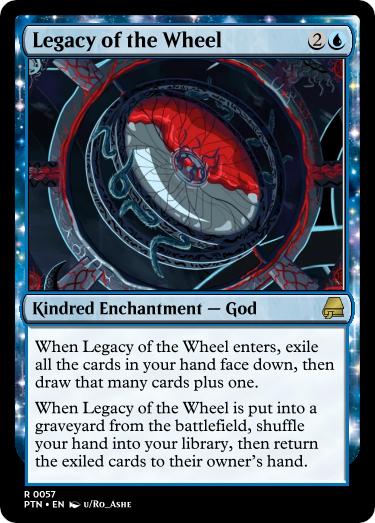 Legacy of the Wheel 2
Kindred Enchantment — God
When Legacy of the Wheel enters, exile
all the cards in your hand face down, then
draw that many cards plus one.
When Legacy of the Wheel is put into a
graveyard from the battlefield, shuffle
your hand into your library, then return
the exiled cards to their owner's hand.
R 0057
PTN • EN u/Ro_Ashe